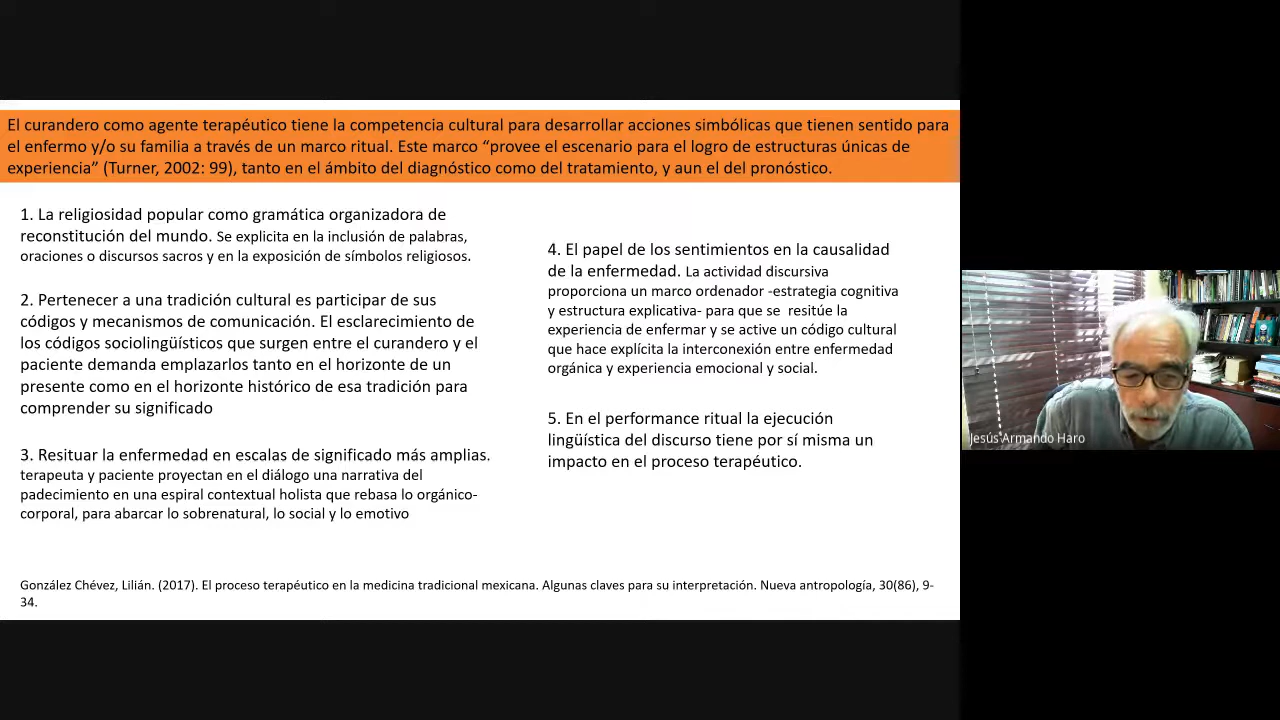 El curandero como agente terapéutico tiene la competencia cultural para desarrollar acciones simbólicas que tienen sentido para
el enfermo y/o su familia a través de un marco ritual. Este marco “provee el escenario para el logro de estructuras únicas de
experiencia” (Turner, 2002: 99), tanto en el ámbito del diagnóstico como del tratamiento, y aun el del pronóstico.
1. La religiosidad popular como gramática organizadora de
reconstitución del mundo. Se explicita en la inclusión de palabras,
oraciones o discursos sacros y en la exposición de símbolos religiosos.
2. Pertenecer a una tradición cultural es participar de sus
códigos y mecanismos de comunicación. El esclarecimiento de
los códigos sociolingüísticos que surgen entre el curandero y el
paciente demanda emplazarlos tanto en el horizonte de un
presente como en el horizonte histórico de esa tradición para
comprender su significado
3. Resituar la enfermedad en escalas de significado más amplias.
terapeuta y paciente proyectan en el diálogo una narrativa del
padecimiento en una espiral contextual holista que rebasa lo orgánico-
corporal, para abarcar lo sobrenatural, lo social y lo emotivo
4. El papel de los sentimientos en la causalidad
de la enfermedad. La actividad discursiva
proporciona un marco ordenador -estrategia cognitiva
y estructura explicativa- para que se resitúe la
experiencia de enfermar y se active un código cultural
que hace explícita la interconexión entre enfermedad
orgánica y experiencia emocional y social.
5. En el performance ritual la ejecución
lingüística del discurso tiene por sí misma un
impacto en el proceso terapéutico.
González Chévez, Lilián. (2017). El proceso terapéutico en la medicina tradicional mexicana. Algunas claves para su interpretación. Nueva antropología, 30(86), 9-
34.
Jesús Armando Haro